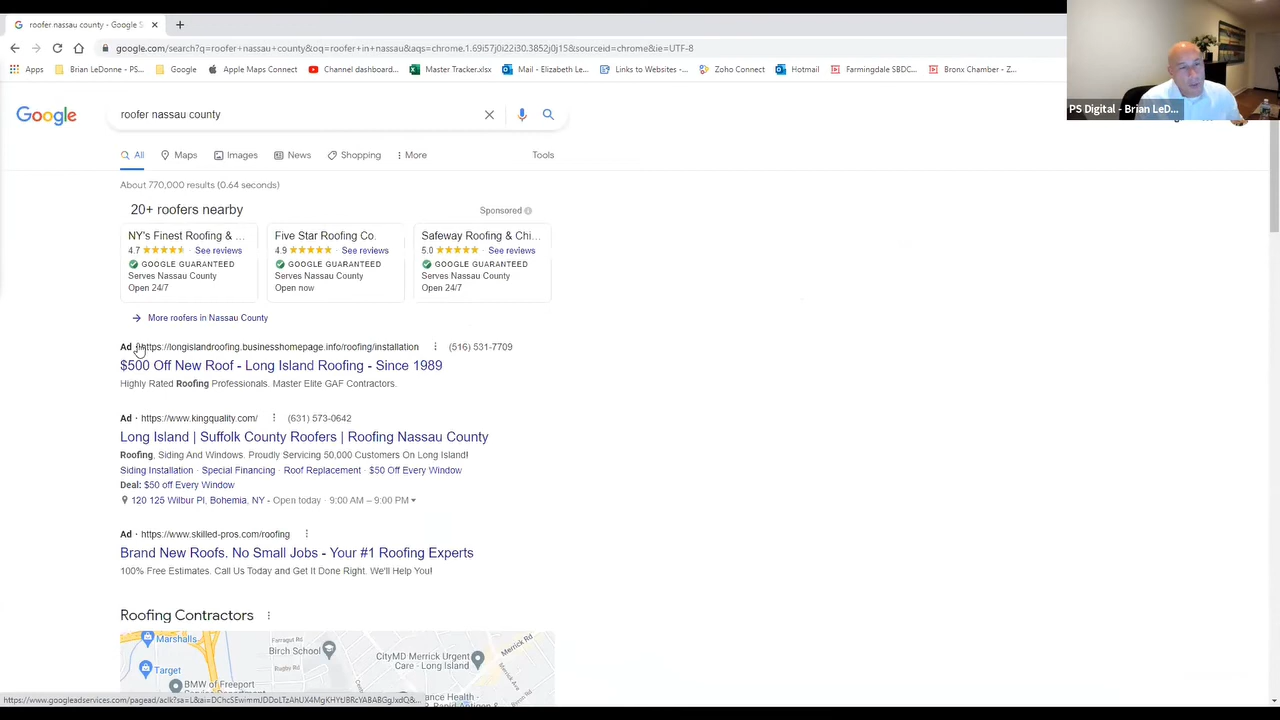 roofer nassau county - Google S
google.com/search?q=roofer+nassau+county&oq=roofer+in+nassau&aqs=chrome.1.69i57j0i22i30.3852j0j15&sourceid=chrome&ie=UTF-8
Apps Brian LeDonne - PS... Google Apple Maps Connect Channel dashboard... Master Tracker.xlsx Mail - Elizabeth Le... Links to Websites -... Zoho Connect Hotmail Farmingdale SBDC... Bronx Chamber - Z...
PS Digital - Brian LeD...
Google roofer nassau county
All Maps Images News Shopping More Tools
About 770,000 results (0.64 seconds)
20+ roofers nearby Sponsored
NY's Finest Roofing & ... Five Star Roofing Co. Safeway Roofing & Chi...
4.7 See reviews 4.9 See reviews 5.0 See reviews
GOOGLE GUARANTEED GOOGLE GUARANTEED GOOGLE GUARANTEED
Serves Nassau County Serves Nassau County Serves Nassau County
Open 24/7 Open now Open 24/7
More roofers in Nassau County
Ad · https://longislandroofing.businesshomepage.info/roofing/installation (516) 531-7709
$500 Off New Roof - Long Island Roofing - Since 1989
Highly Rated Roofing Professionals. Master Elite GAF Contractors.
Ad · https://www.kingquality.com/ (631) 573-0642
Long Island | Suffolk County Roofers | Roofing Nassau County
Roofing, Siding And Windows. Proudly Servicing 50,000 Customers On Long Island!
Siding Installation · Special Financing · Roof Replacement · $50 Off Every Window
Deal: $50 off Every Window
120 125 Wilbur Pl, Bohemia, NY - Open today · 9:00 AM – 9:00 PM
Ad · https://www.skilled-pros.com/roofing
Brand New Roofs. No Small Jobs - Your #1 Roofing Experts
100% Free Estimates. Call Us Today and Get It Done Right. We'll Help You!
Roofing Contractors
Marshalls
Farragut Rd
Birch School
Rugby Rd
CityMD Merrick Urgent
Care - Long Island
Merrick Rd
Target
BMW of Freeport